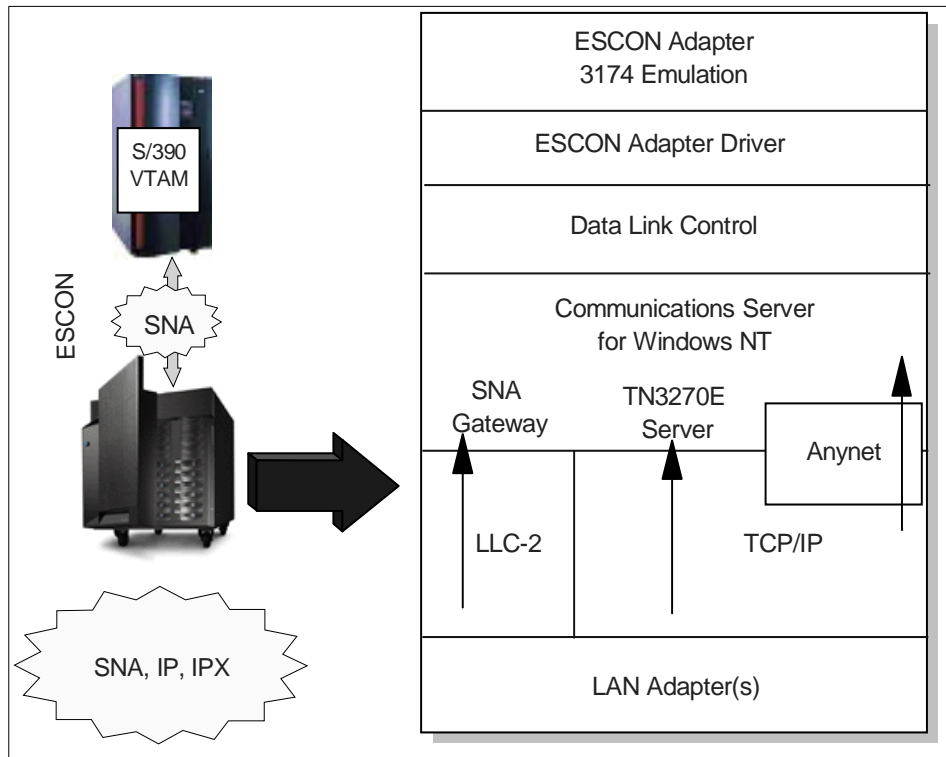 S/390
VTAM
ESCON
SNA
SNA, IP, IPX
ESCON Adapter
3174 Emulation
ESCON Adapter Driver
Data Link Control
Communications Server
for Windows NT
SNA
Gateway
TN3270E
Server
Anynet
LLC-2
TCP/IP
LAN Adapter(s)